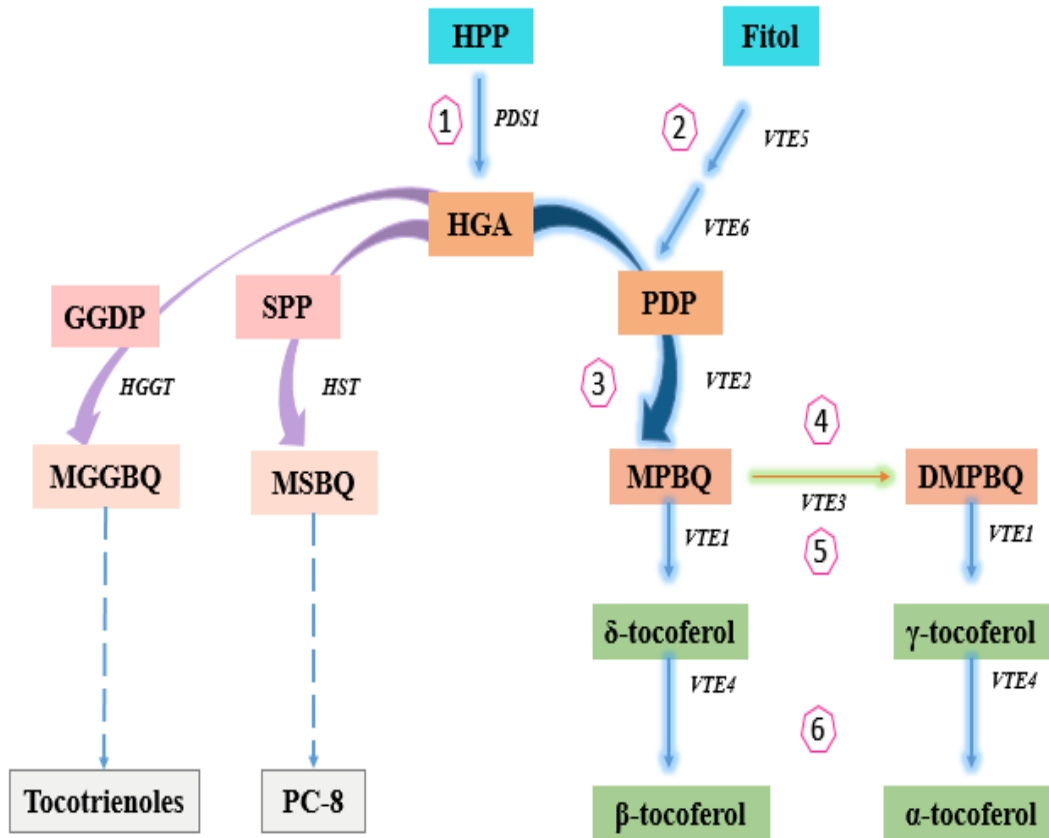 HPP
Fitol
1
PDS1
2
VTE5
HGA
VTE6
GGDP
SPP
PDP
HGGT
HST
3
VTE2
4
MGGBQ
MSBQ
MPBQ
VTE3
DMPBQ
VTE1
5
VTE1
δ-tocoferol
γ-tocoferol
VTE4
VTE4
6
Tocotrienoles
PC-8
β-tocoferol
α-tocoferol